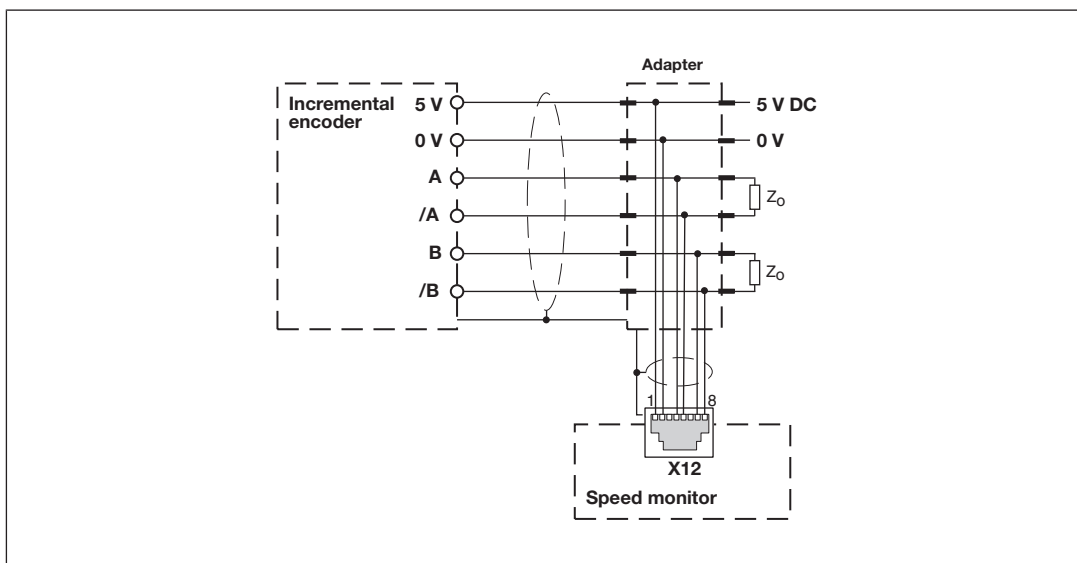 Adapter
Incremental
encoder
5 V
5 V DC
0 V
0 V
A
Z₀
/A
B
Z₀
/B
1
8
X12
Speed monitor